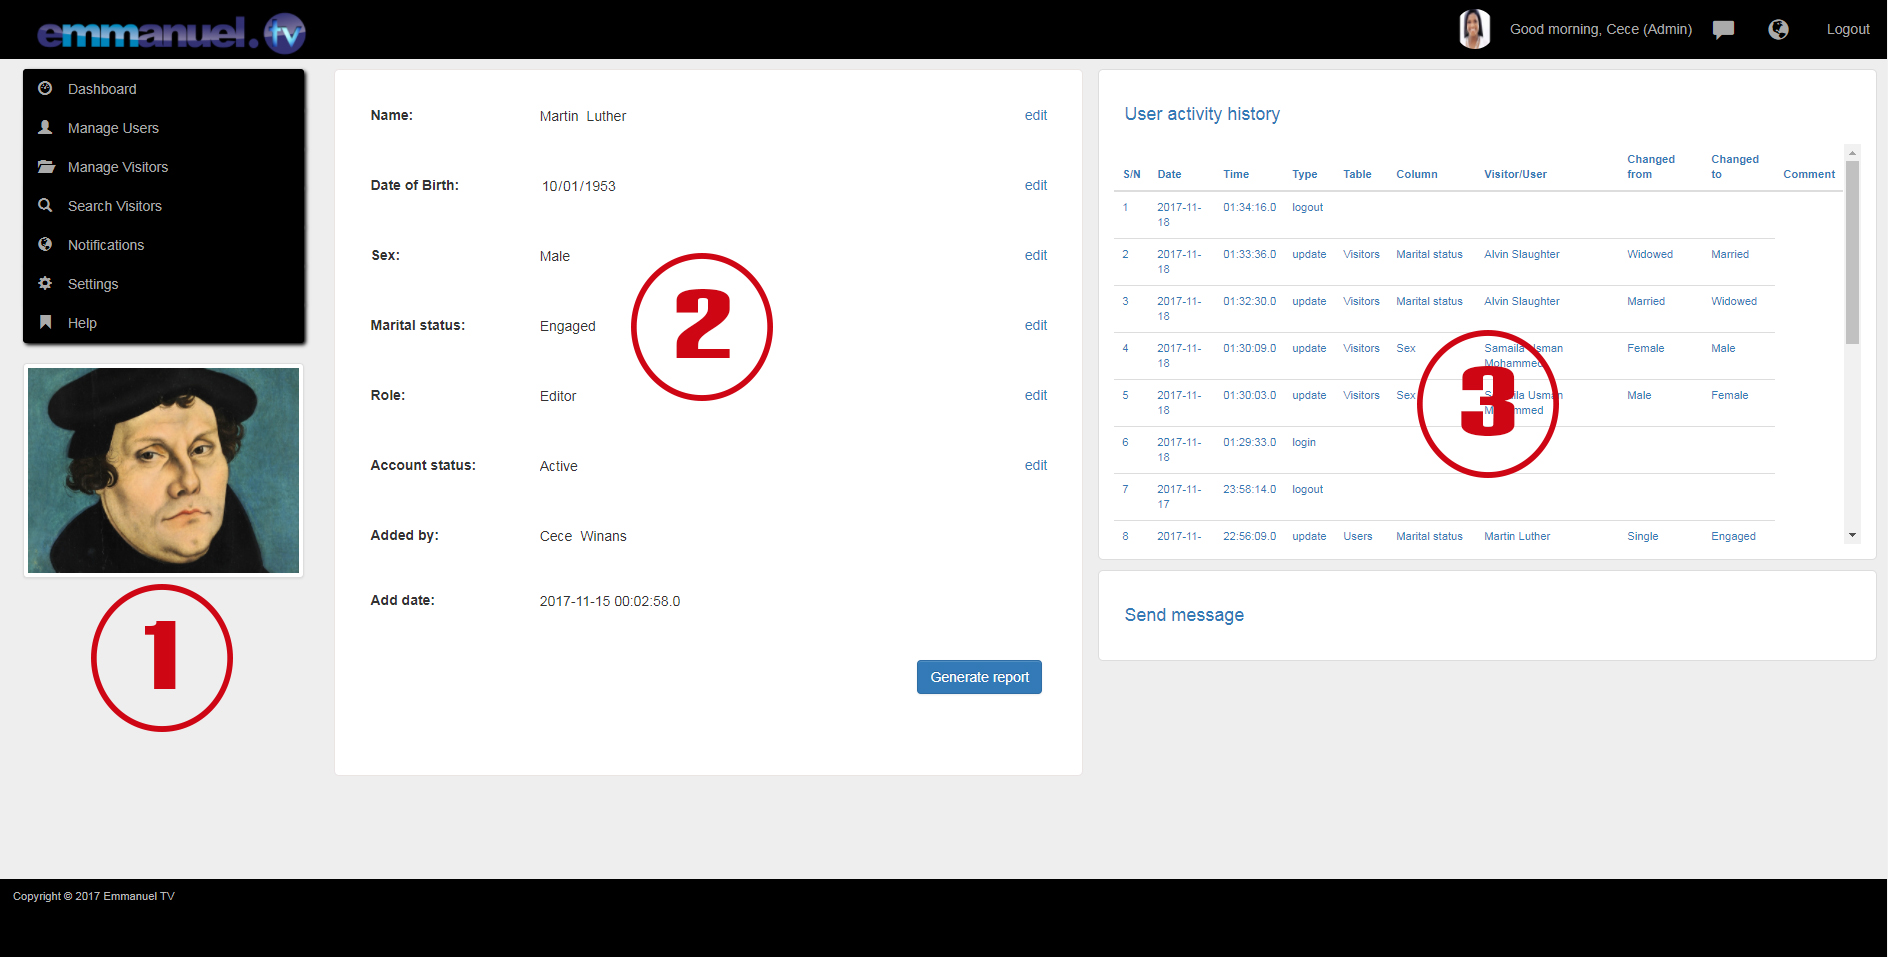 emmanuel.tv
Good morning, Cece (Admin)
Logout
Dashboard
Manage Users
Manage Visitors
Search Visitors
Notifications
Settings
Help
1
Name: Martin Luther edit
Date of Birth: 10/01/1953 edit
Sex: Male edit
Marital status: Engaged edit
Role: Editor edit
Account status: Active edit
Added by: Cece Winans
Add date: 2017-11-15 00:02:58.0
Generate report
2
User activity history
S/N Date Time Type Table Column Visitor/User Changed from Changed to Comment
1 2017-11-18 01:34:16.0 logout
2 2017-11-18 01:33:36.0 update Visitors Marital status Alvin Slaughter Widowed Married
3 2017-11-18 01:32:30.0 update Visitors Marital status Alvin Slaughter Married Widowed
4 2017-11-18 01:30:09.0 update Visitors Sex Samaila Usman Mohammed Female Male
5 2017-11-18 01:30:03.0 update Visitors Sex Samaila Usman Mohammed Male Female
6 2017-11-18 01:29:33.0 login
7 2017-11-17 23:58:14.0 logout
8 2017-11- 22:56:09.0 update Users Marital status Martin Luther Single Engaged
3
Send message
Copyright © 2017 Emmanuel TV